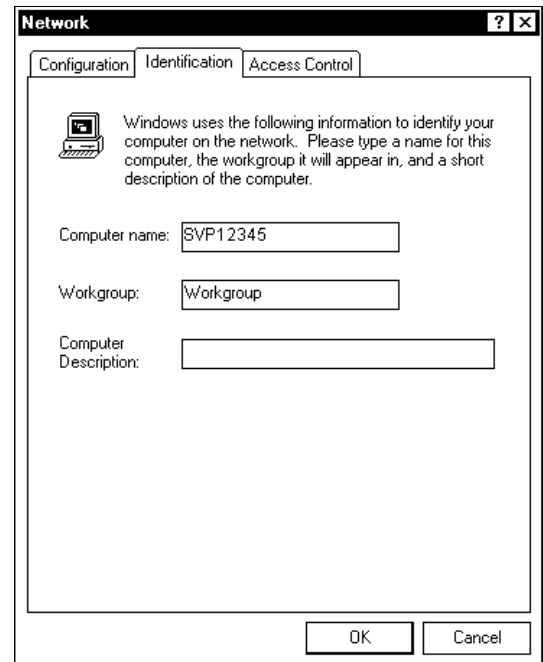 Network
Configuration Identification Access Control
Windows uses the following information to identify your
computer on the network. Please type a name for this
computer, the workgroup it will appear in, and a short
description of the computer.
Computer name: SVP12345
Workgroup: Workgroup
Computer
Description:
OK Cancel